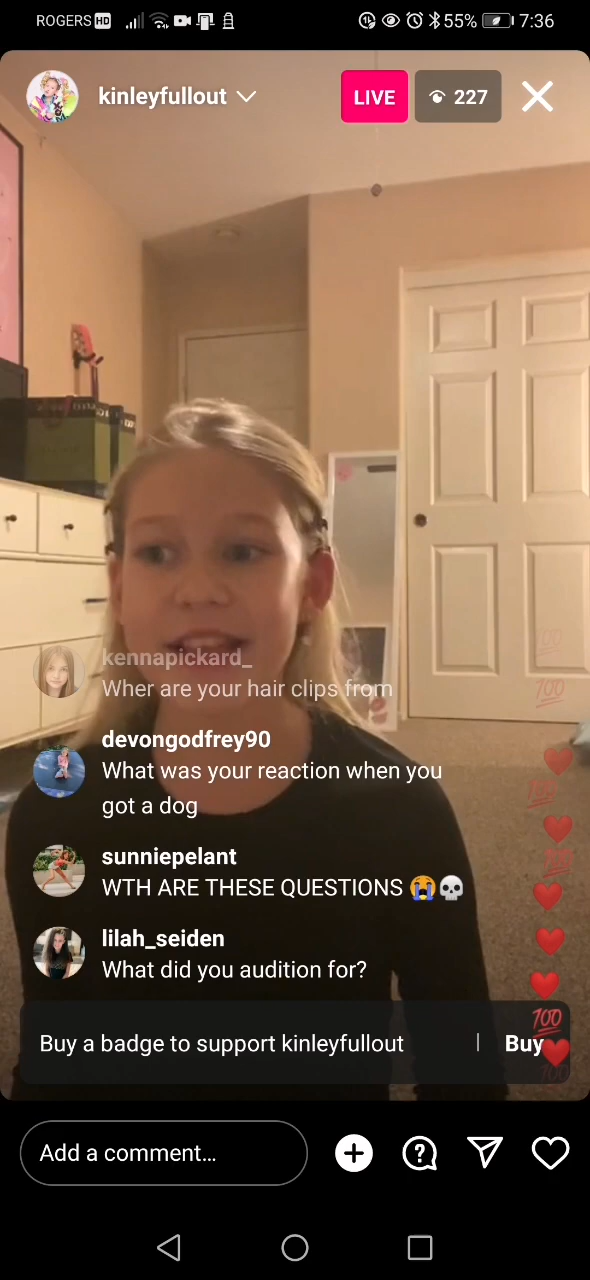 ROGERS HD
55% 7:36
kinleyfullout
LIVE
227
kennapickard_
Wher are your hair clips from
devongodfrey90
What was your reaction when you
got a dog
sunniepelant
WTH ARE THESE QUESTIONS 😭💀
lilah_seiden
What did you audition for?
Buy a badge to support kinleyfullout | Buy
Add a comment...